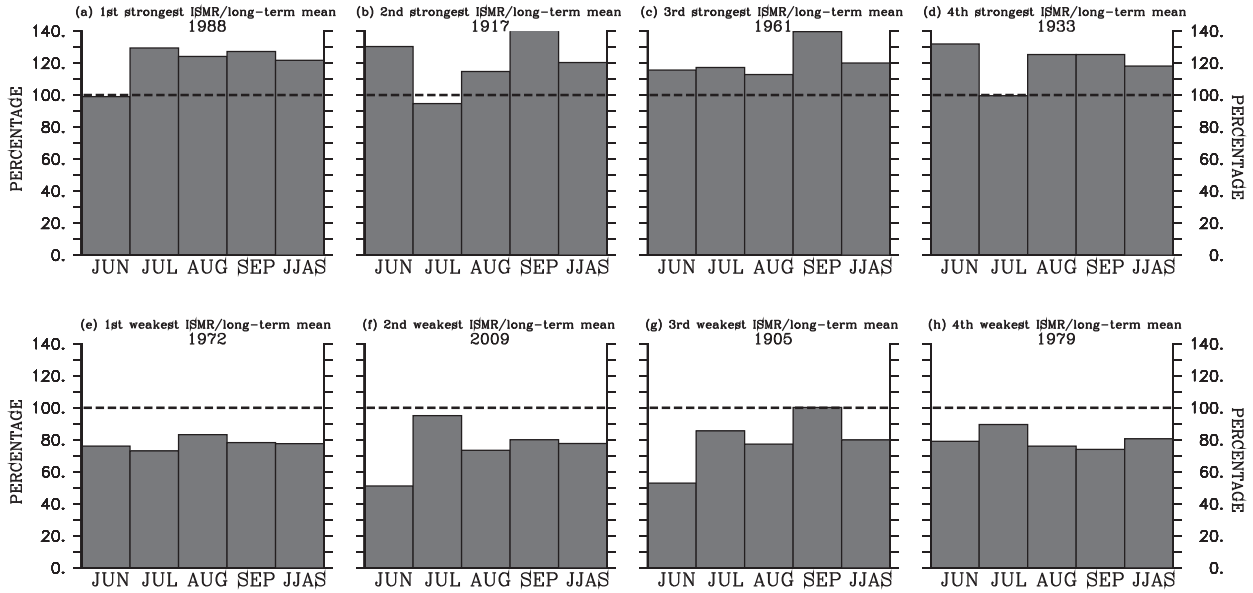 (a) 1st strongest ISMR/long-term mean
1988
(b) 2nd strongest ISMR/long-term mean
1917
(c) 3rd strongest ISMR/long-term mean
1961
(d) 4th strongest ISMR/long-term mean
1933
140.
120.
100.
80.
60.
40.
20.
0.
PERCENTAGE
JUN JUL AUG SEP JJAS
JUN JUL AUG SEP JJAS
JUN JUL AUG SEP JJAS
JUN JUL AUG SEP JJAS
140.
120.
100.
80.
60.
40.
20.
0.
PERCENTAGE
(e) 1st weakest ISMR/long-term mean
1972
(f) 2nd weakest ISMR/long-term mean
2009
(g) 3rd weakest ISMR/long-term mean
1905
(h) 4th weakest ISMR/long-term mean
1979
140.
120.
100.
80.
60.
40.
20.
0.
PERCENTAGE
JUN JUL AUG SEP JJAS
JUN JUL AUG SEP JJAS
JUN JUL AUG SEP JJAS
JUN JUL AUG SEP JJAS
140.
120.
100.
80.
60.
40.
20.
0.
PERCENTAGE